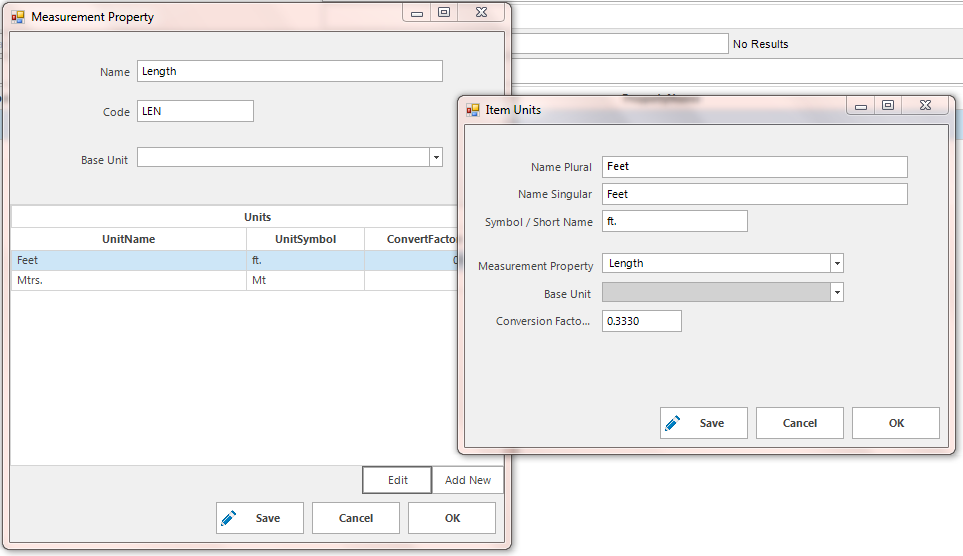 Measurement Property
No Results
Name Length
Code LEN
Base Unit
Units
UnitName UnitSymbol ConvertFacto
Feet ft. 0
Mtrs. Mt
Edit Add New
Save Cancel OK
Item Units
Name Plural Feet
Name Singular Feet
Symbol / Short Name ft.
Measurement Property Length
Base Unit
Conversion Facto... 0.3330
Save Cancel OK